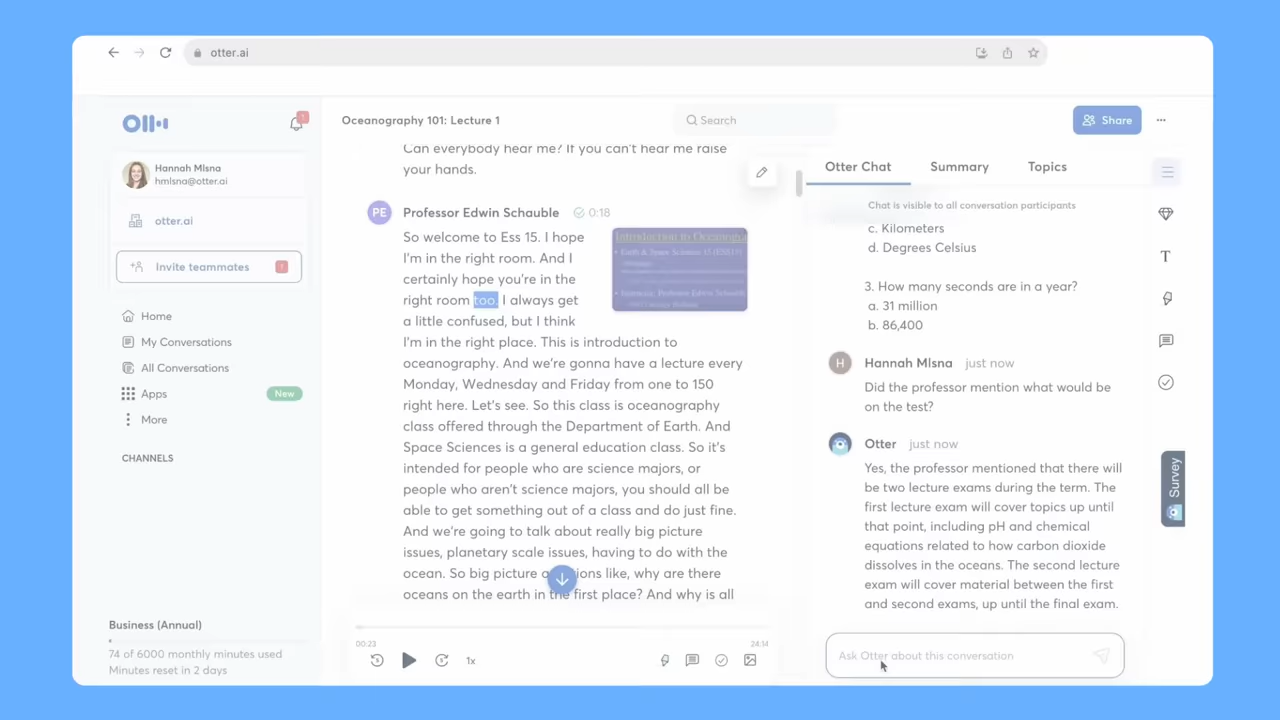 otter.ai
1
Oceanography 101: Lecture 1
Search
Share
Hannah Mlsna
hmlsna@otter.ai
otter.ai
Invite teammates
1
Home
My Conversations
All Conversations
Apps
New
More
CHANNELS
Business (Annual)
74 of 6000 monthly minutes used
Minutes reset in 2 days
Can everybody hear me? If you can't hear me raise
your hands.
PE
Professor Edwin Schauble
0:18
So welcome to Ess 15. I hope
I'm in the right room. And I
certainly hope you're in the
right room too. I always get
a little confused, but I think
I'm in the right place. This is introduction to
oceanography. And we're gonna have a lecture every
Monday, Wednesday and Friday from one to 150
right here. Let's see. So this class is oceanography
class offered through the Department of Earth. And
Space Sciences is a general education class. So it's
intended for people who are science majors, or
people who aren't science majors, you should all be
able to get something out of a class and do just fine.
And we're going to talk about really big picture
issues, planetary scale issues, having to do with the
ocean. So big picture ions like, why are there
oceans on the earth in the first place? And why is all
Introduction to Oceanogra
Earth & Space Science 15 (ESS15)
Instructor: Professor Edwin Schauble
00:23
24:14
1x
Otter Chat
Summary
Topics
Chat is visible to all conversation participants
c. Kilometers
d. Degrees Celsius
3. How many seconds are in a year?
a. 31 million
b. 86,400
H
Hannah Mlsna
just now
Did the professor mention what would be
on the test?
Otter
just now
Yes, the professor mentioned that there will
be two lecture exams during the term. The
first lecture exam will cover topics up until
that point, including pH and chemical
equations related to how carbon dioxide
dissolves in the oceans. The second lecture
exam will cover material between the first
and second exams, up until the final exam.
Ask Otter about this conversation
T
Survey